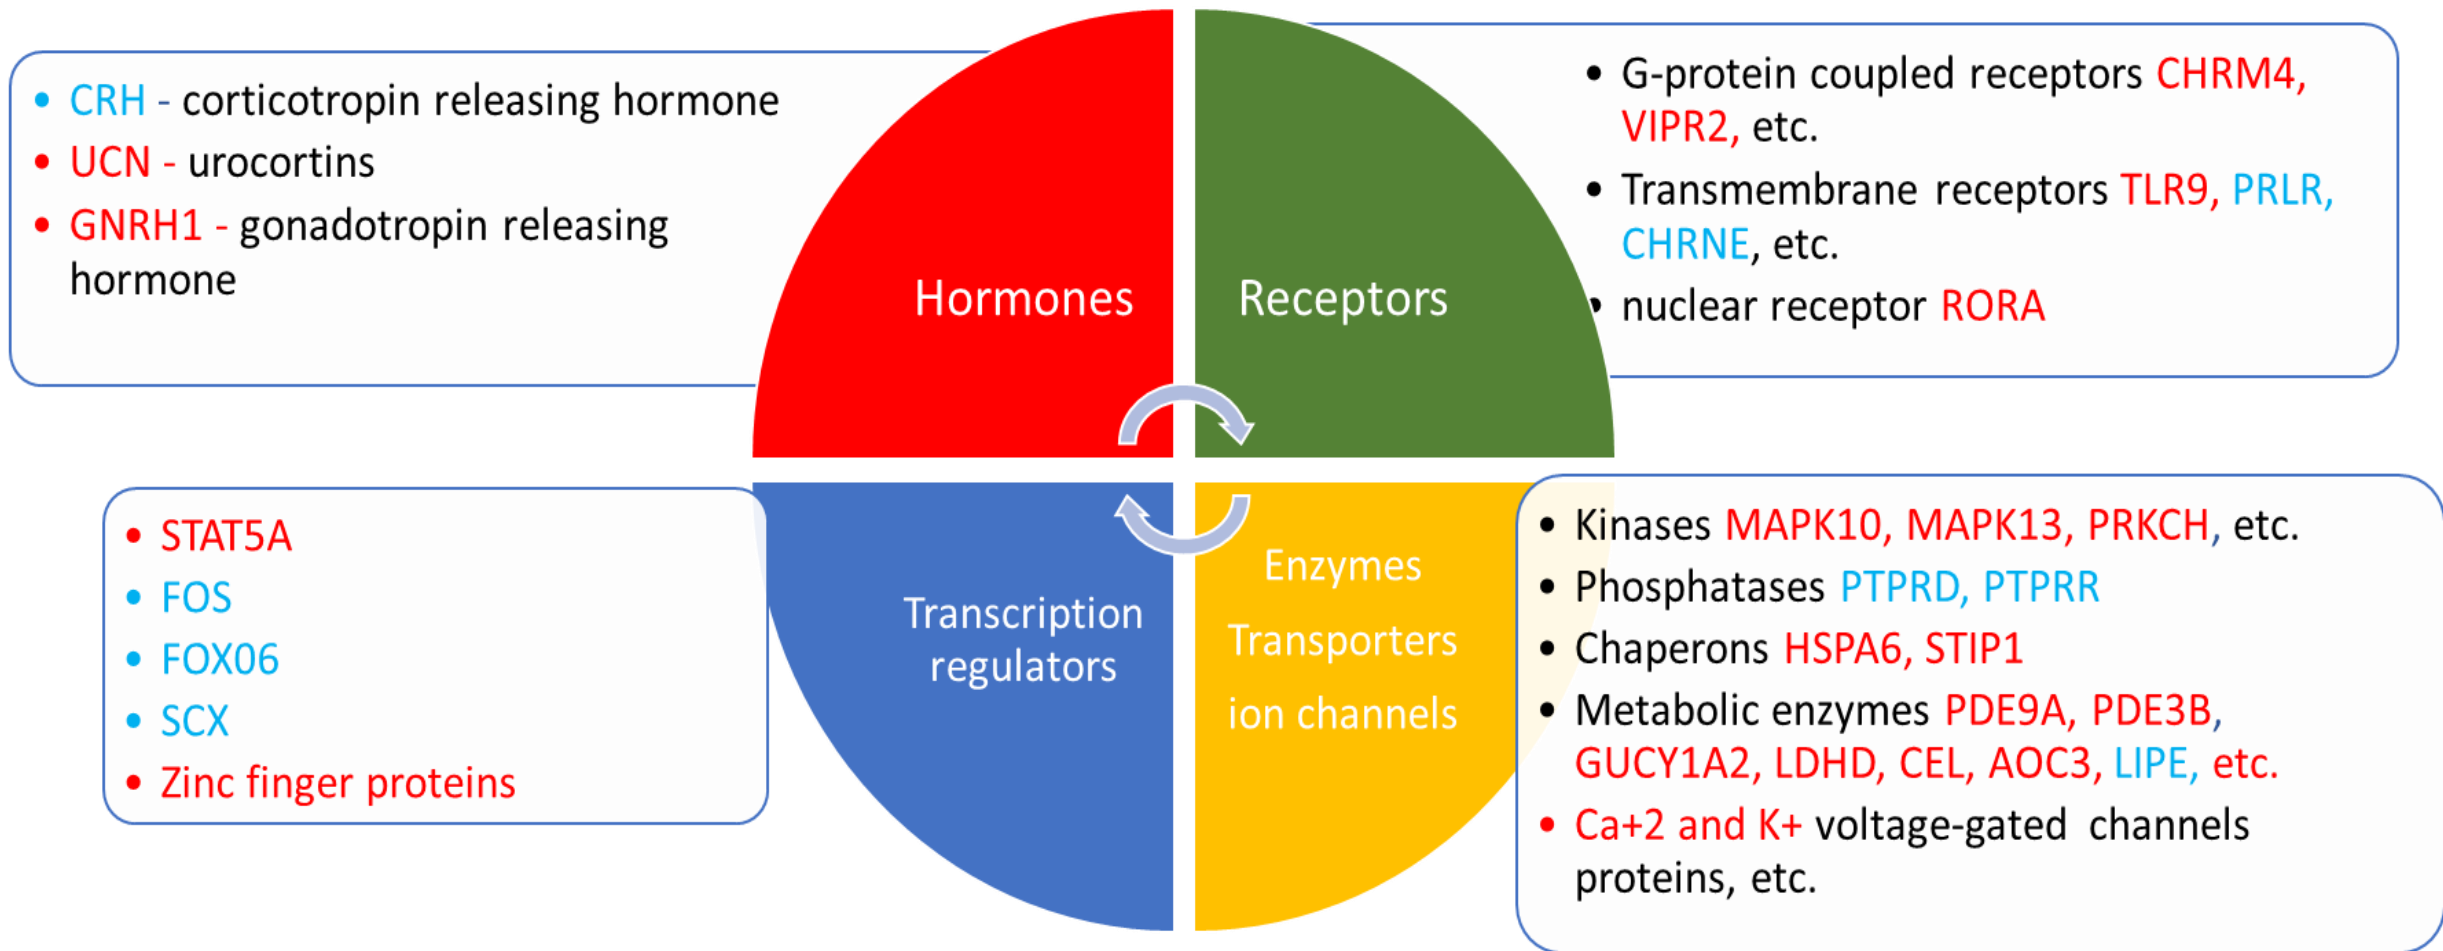 • CRH - corticotropin releasing hormone
• UCN - urocortins
• GNRH1 - gonadotropin releasing
hormone
Hormones
Receptors
• G-protein coupled receptors CHRM4,
VIPR2, etc.
• Transmembrane receptors TLR9, PRLR,
CHRNE, etc.
• nuclear receptor RORA
• STAT5A
• FOS
• FOX06
• SCX
• Zinc finger proteins
Transcription
regulators
Enzymes
Transporters
ion channels
• Kinases MAPK10, MAPK13, PRKCH, etc.
• Phosphatases PTPRD, PTPRR
• Chaperons HSPA6, STIP1
• Metabolic enzymes PDE9A, PDE3B,
GUCY1A2, LDHD, CEL, AOC3, LIPE, etc.
• Ca+2 and K+ voltage-gated channels
proteins, etc.